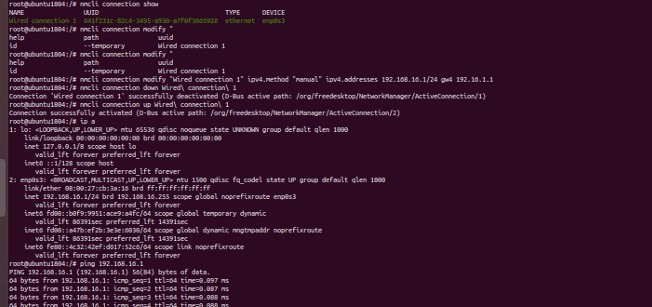 root@ubuntu1804:/# nmcli connection show
NAME UUID TYPE DEVICE
Wired connection 1 ethernet enp0s3
root@ubuntu1804:/# nmcli connection modify "
help path uuid
id --temporary Wired connection 1
root@ubuntu1804:/# nmcli connection modify "
help path uuid
id --temporary Wired connection 1
root@ubuntu1804:/# nmcli connection modify "Wired connection 1" ipv4.method "manual" ipv4.addresses 192.168.16.1/24 gw4 192.16.1.1
root@ubuntu1804:/# nmcli connection down Wired\ connection\ 1
Connection 'Wired connection 1' successfully deactivated (D-Bus active path: /org/freedesktop/NetworkManager/ActiveConnection/1)
root@ubuntu1804:/# nmcli connection up Wired\ connection\ 1
Connection successfully activated (D-Bus active path: /org/freedesktop/NetworkManager/ActiveConnection/2)
root@ubuntu1804:/# ip a
1: lo: <LOOPBACK,UP,LOWER_UP> mtu 65536 qdisc noqueue state UNKNOWN group default qlen 1000
link/loopback 00:00:00:00:00:00 brd 00:00:00:00:00:00
inet 127.0.0.1/8 scope host lo
valid_lft forever preferred_lft forever
inet6 ::1/128 scope host
valid_lft forever preferred_lft forever
2: enp0s3: <BROADCAST,MULTICAST,UP,LOWER_UP> mtu 1500 qdisc fq_codel state UP group default qlen 1000
link/ether 08:00:27:cb:3a:16 brd ff:ff:ff:ff:ff:ff
inet 192.168.16.1/24 brd 192.168.16.255 scope global noprefixroute enp0s3
valid_lft forever preferred_lft forever
inet6 fd00::b0f9:9951:ace9:a4fc/64 scope global temporary dynamic
valid_lft 86391sec preferred_lft 14391sec
inet6 fd00::a47b:ef2b:3e3e:6030/64 scope global dynamic mngtmpaddr noprefixroute
valid_lft 86391sec preferred_lft 14391sec
inet6 fe80::4c32:42ef:d617:52c6/64 scope link noprefixroute
valid_lft forever preferred_lft forever
root@ubuntu1804:/# ping 192.168.16.1
PING 192.168.16.1 (192.168.16.1) 56(84) bytes of data.
64 bytes from 192.168.16.1: icmp_seq=1 ttl=64 time=0.097 ms
64 bytes from 192.168.16.1: icmp_seq=2 ttl=64 time=0.087 ms
64 bytes from 192.168.16.1: icmp_seq=3 ttl=64 time=0.088 ms
64 bytes from 192.168.16.1: icmp_seq=4 ttl=64 time=0.088 ms